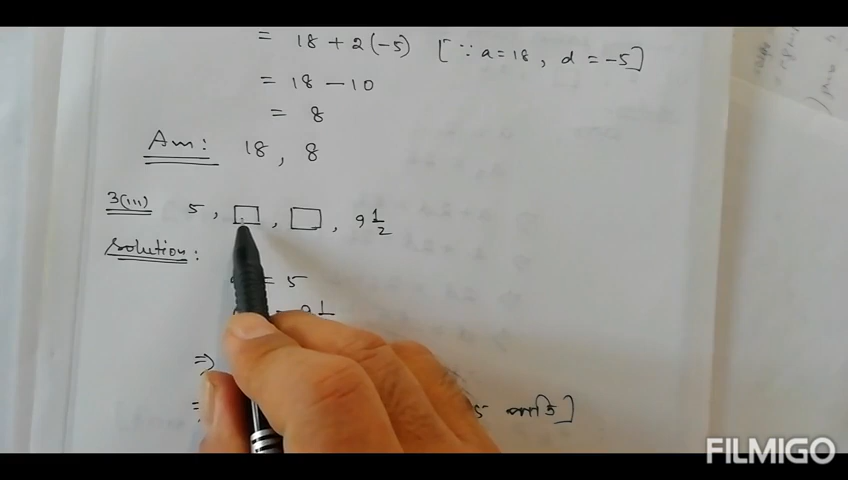 = 18 + 2(-5) [∵ a = 18, d = -5]
= 18 - 10
= 8
Ans: 18, 8
3(iii) 5, □, □, 9 1/2
Solution:
= 5
⇒
FILMIGO